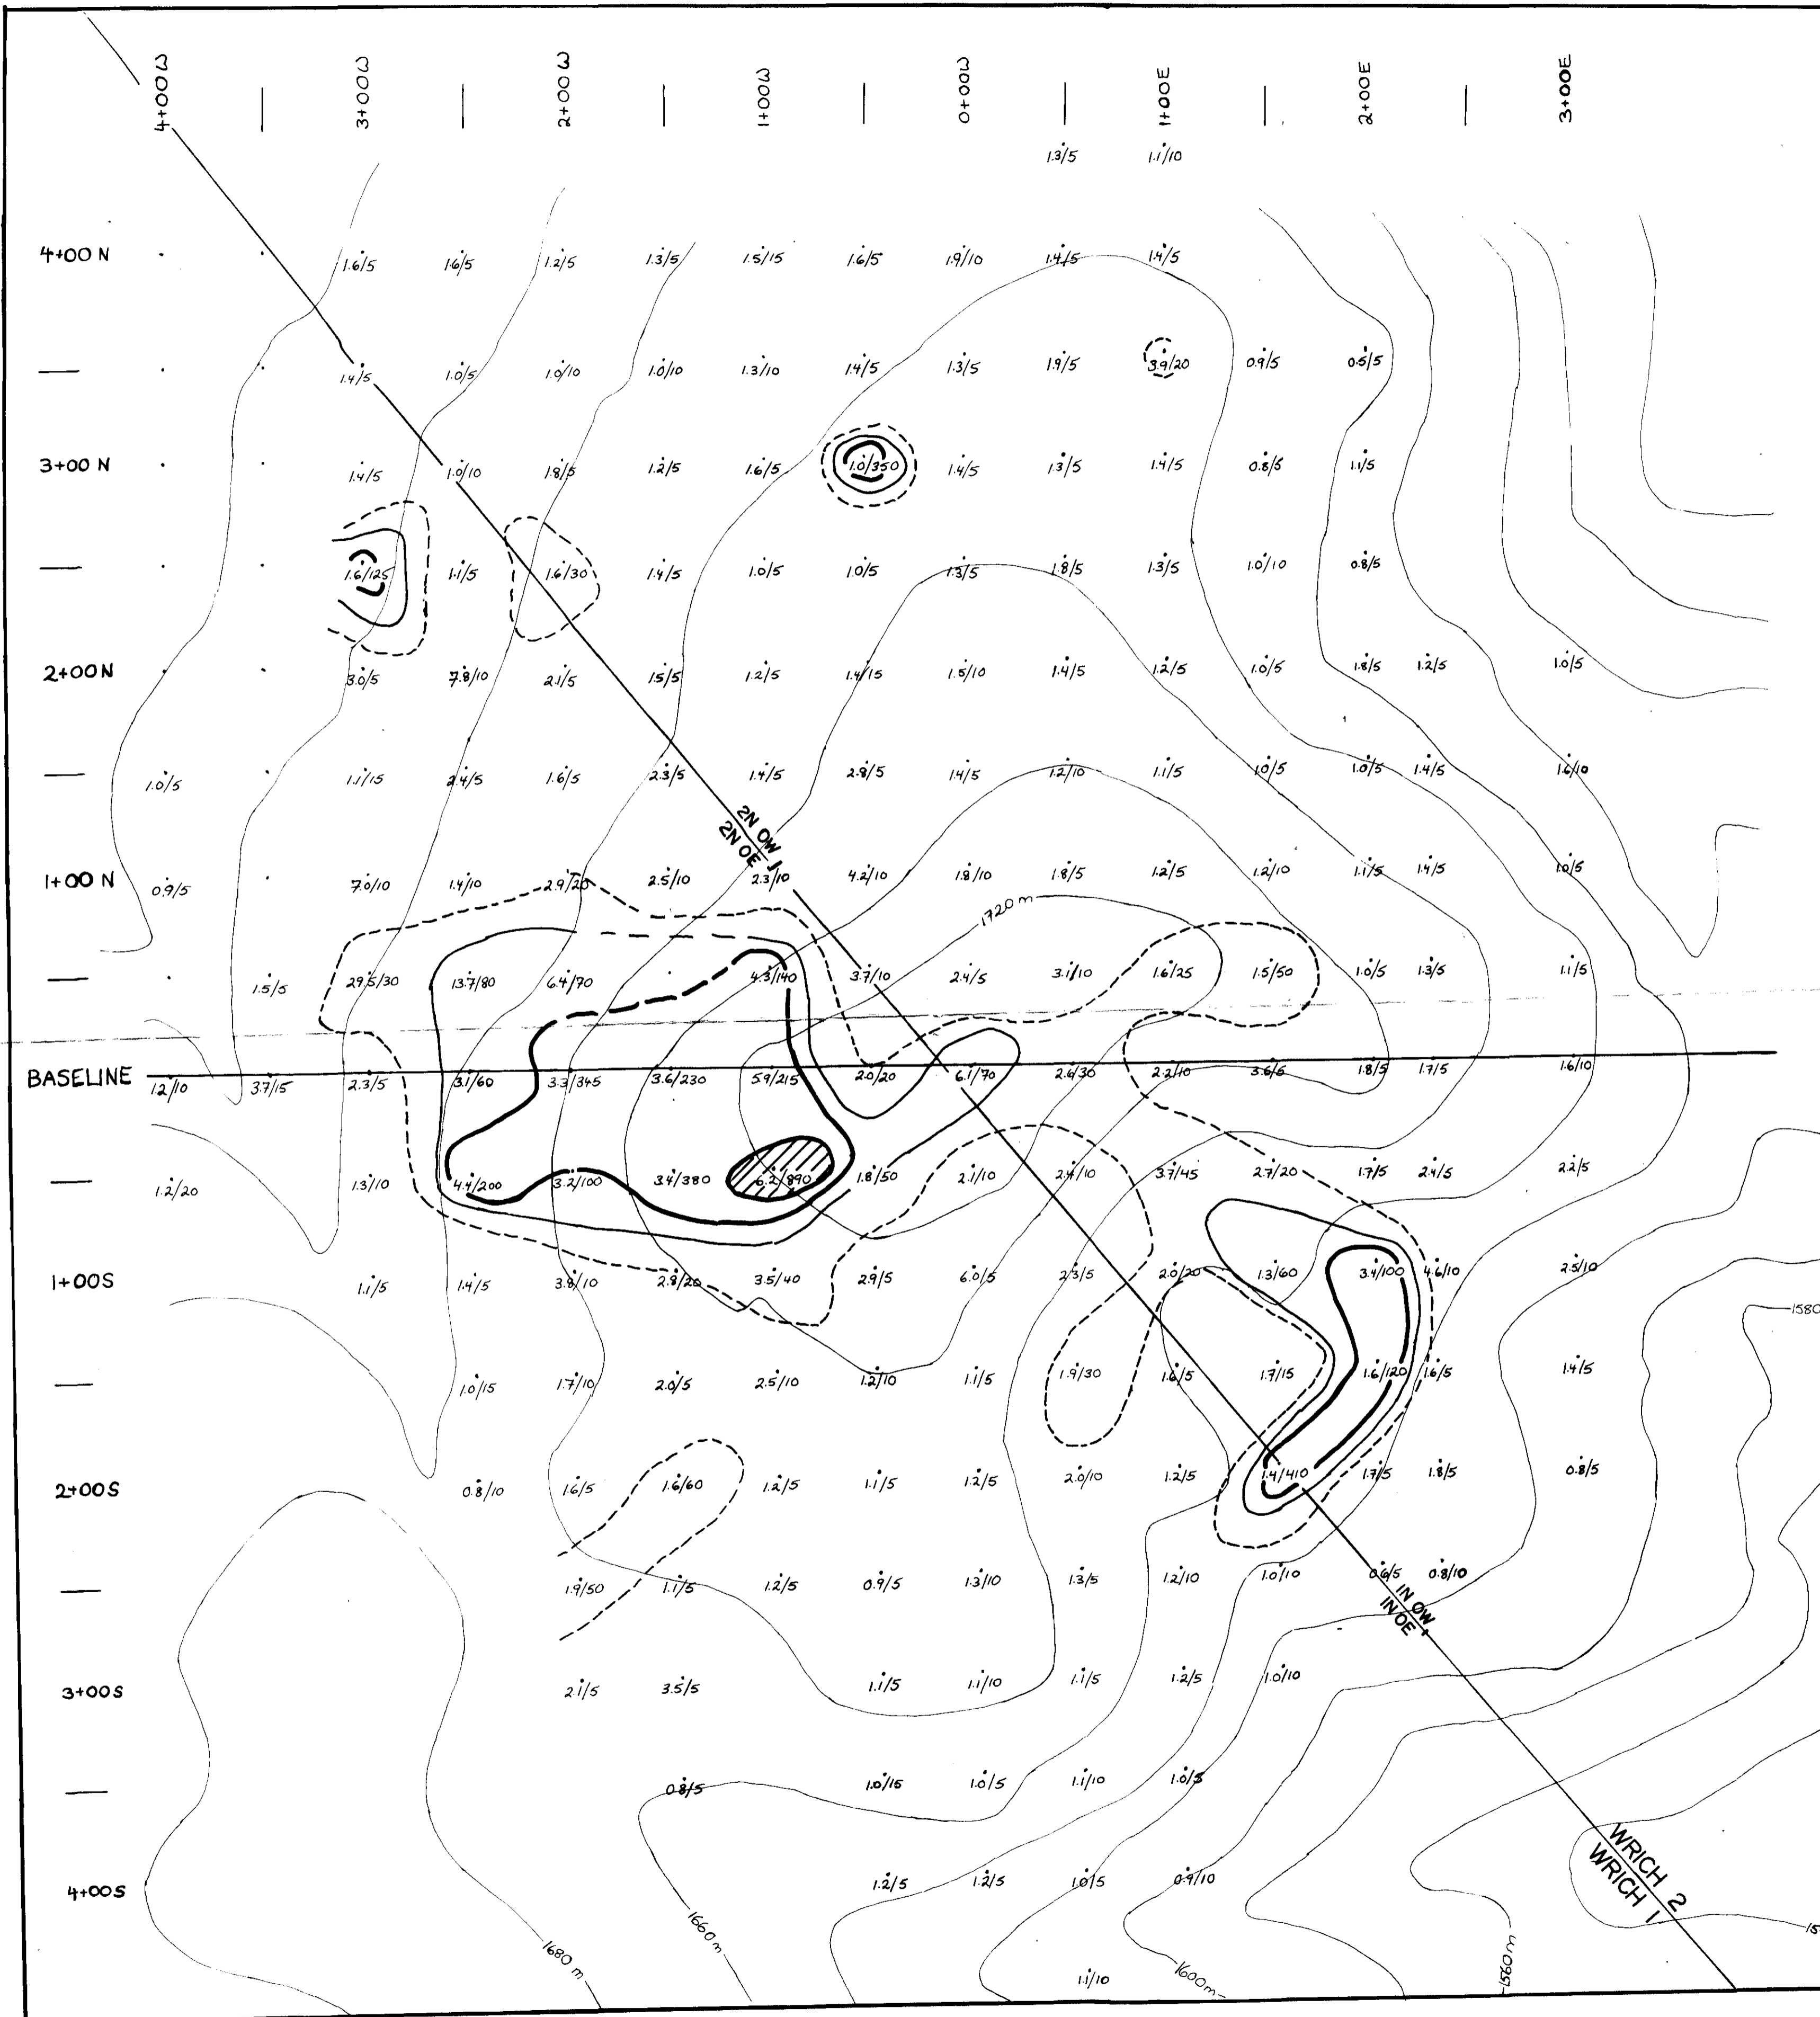 4+00W 3+00W 2+00W 1+00W 0+00W 1+00E 2+00E 3+00E
1.3/5 1.1/10
4+00N 1.6/5 1.6/5 1.2/5 1.3/5 1.5/15 1.6/5 1.9/10 1.4/5 1.4/5
1.4/5 1.0/5 1.0/10 1.0/10 1.3/10 1.4/5 1.3/5 1.9/5 3.9/20 0.9/5 0.5/5
3+00N 1.4/5 1.0/10 1.8/5 1.2/5 1.6/5 1.0/350 1.4/5 1.3/5 1.4/5 0.8/5 1.1/5
1.6/125 1.1/5 1.6/30 1.4/5 1.0/5 1.0/5 1.3/5 1.8/5 1.3/5 1.0/10 0.8/5
2+00N 3.0/5 7.8/10 2.1/5 1.5/5 1.2/5 1.4/15 1.5/10 1.4/5 1.2/5 1.0/5 1.8/5 1.2/5 1.0/5
1.0/5 1.1/15 2.4/5 1.6/5 2.3/5 1.4/5 2.8/5 1.4/5 1.2/10 1.1/5 1.0/5 1.0/5 1.4/5 1.6/10
2N 0W
2N 0E
1+00N 0.9/5 7.0/10 1.4/10 2.9/20 2.5/10 2.3/10 4.2/10 1.8/10 1.8/5 1.2/5 1.2/10 1.1/5 1.4/5 1.0/5
1720m
1.5/5 29.5/30 13.7/80 6.4/70 4.3/140 3.7/10 2.4/5 3.1/10 1.6/25 1.5/50 1.0/5 1.3/5 1.1/5
BASELINE 1.2/10 3.7/15 2.3/5 3.1/60 3.3/345 3.6/230 5.9/215 2.0/20 6.1/70 2.6/30 2.2/10 3.6/5 1.8/5 1.7/5 1.6/10
1.2/20 1.3/10 4.4/200 3.2/100 3.4/380 6.2/890 1.8/50 2.1/10 2.4/10 3.7/45 2.7/20 1.7/5 2.4/5 2.2/5
1+00S 1.1/5 1.4/5 3.8/10 2.8/20 3.5/40 2.9/5 6.0/5 2.3/5 2.0/20 1.3/60 3.4/100 4.6/10 2.5/10
1580
1.0/15 1.7/10 2.0/5 2.5/10 1.2/10 1.1/5 1.9/30 1.6/5 1.7/15 1.6/120 1.6/5 1.4/5
2+00S 0.8/10 1.6/5 1.6/60 1.2/5 1.1/5 1.2/5 2.0/10 1.2/5 1.4/410 1.7/5 1.8/5 0.8/5
1.9/50 1.1/5 1.2/5 0.9/5 1.3/10 1.3/5 1.2/10 1.0/10 0.6/5 0.8/10
1N 0W
1N 0E
3+00S 2.1/5 3.5/5 1.1/5 1.1/10 1.1/5 1.2/5 1.0/10
0.8/5 1.0/15 1.0/5 1.1/10 1.0/5
WRICH 2
WRICH 1
4+00S 1.2/5 1.2/5 1.0/5 0.9/10
15
1680 m 1660m 1600m 1560m
1.1/10